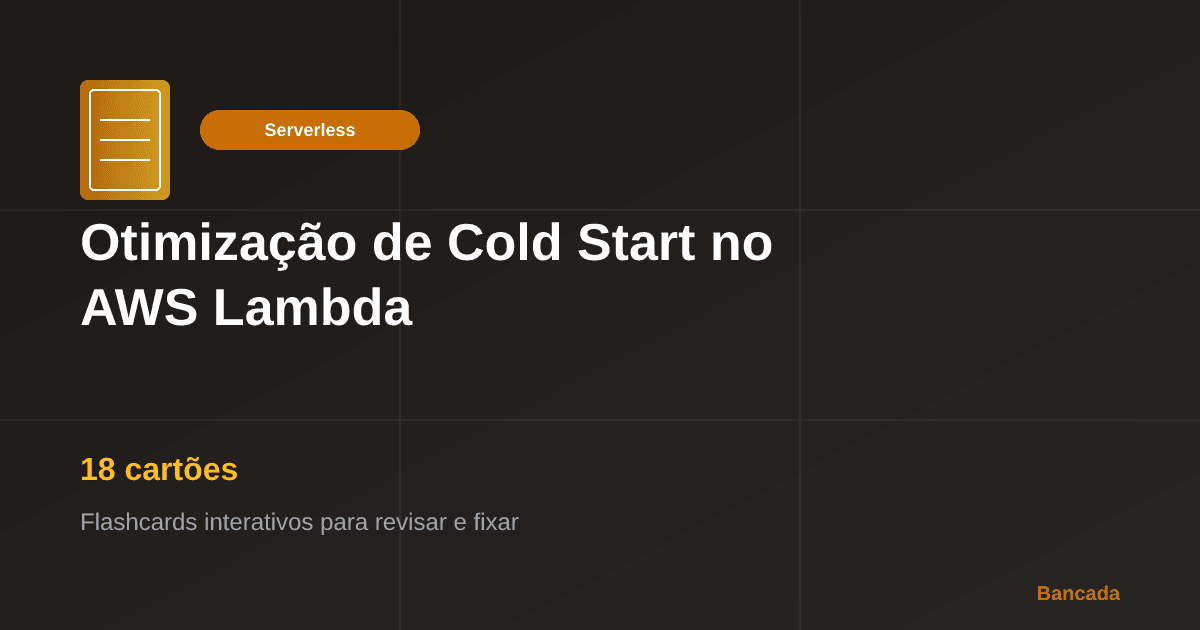 Serverless
Otimização de Cold Start no
AWS Lambda
18 cartões
Flashcards interativos para revisar e fixar
Bancada